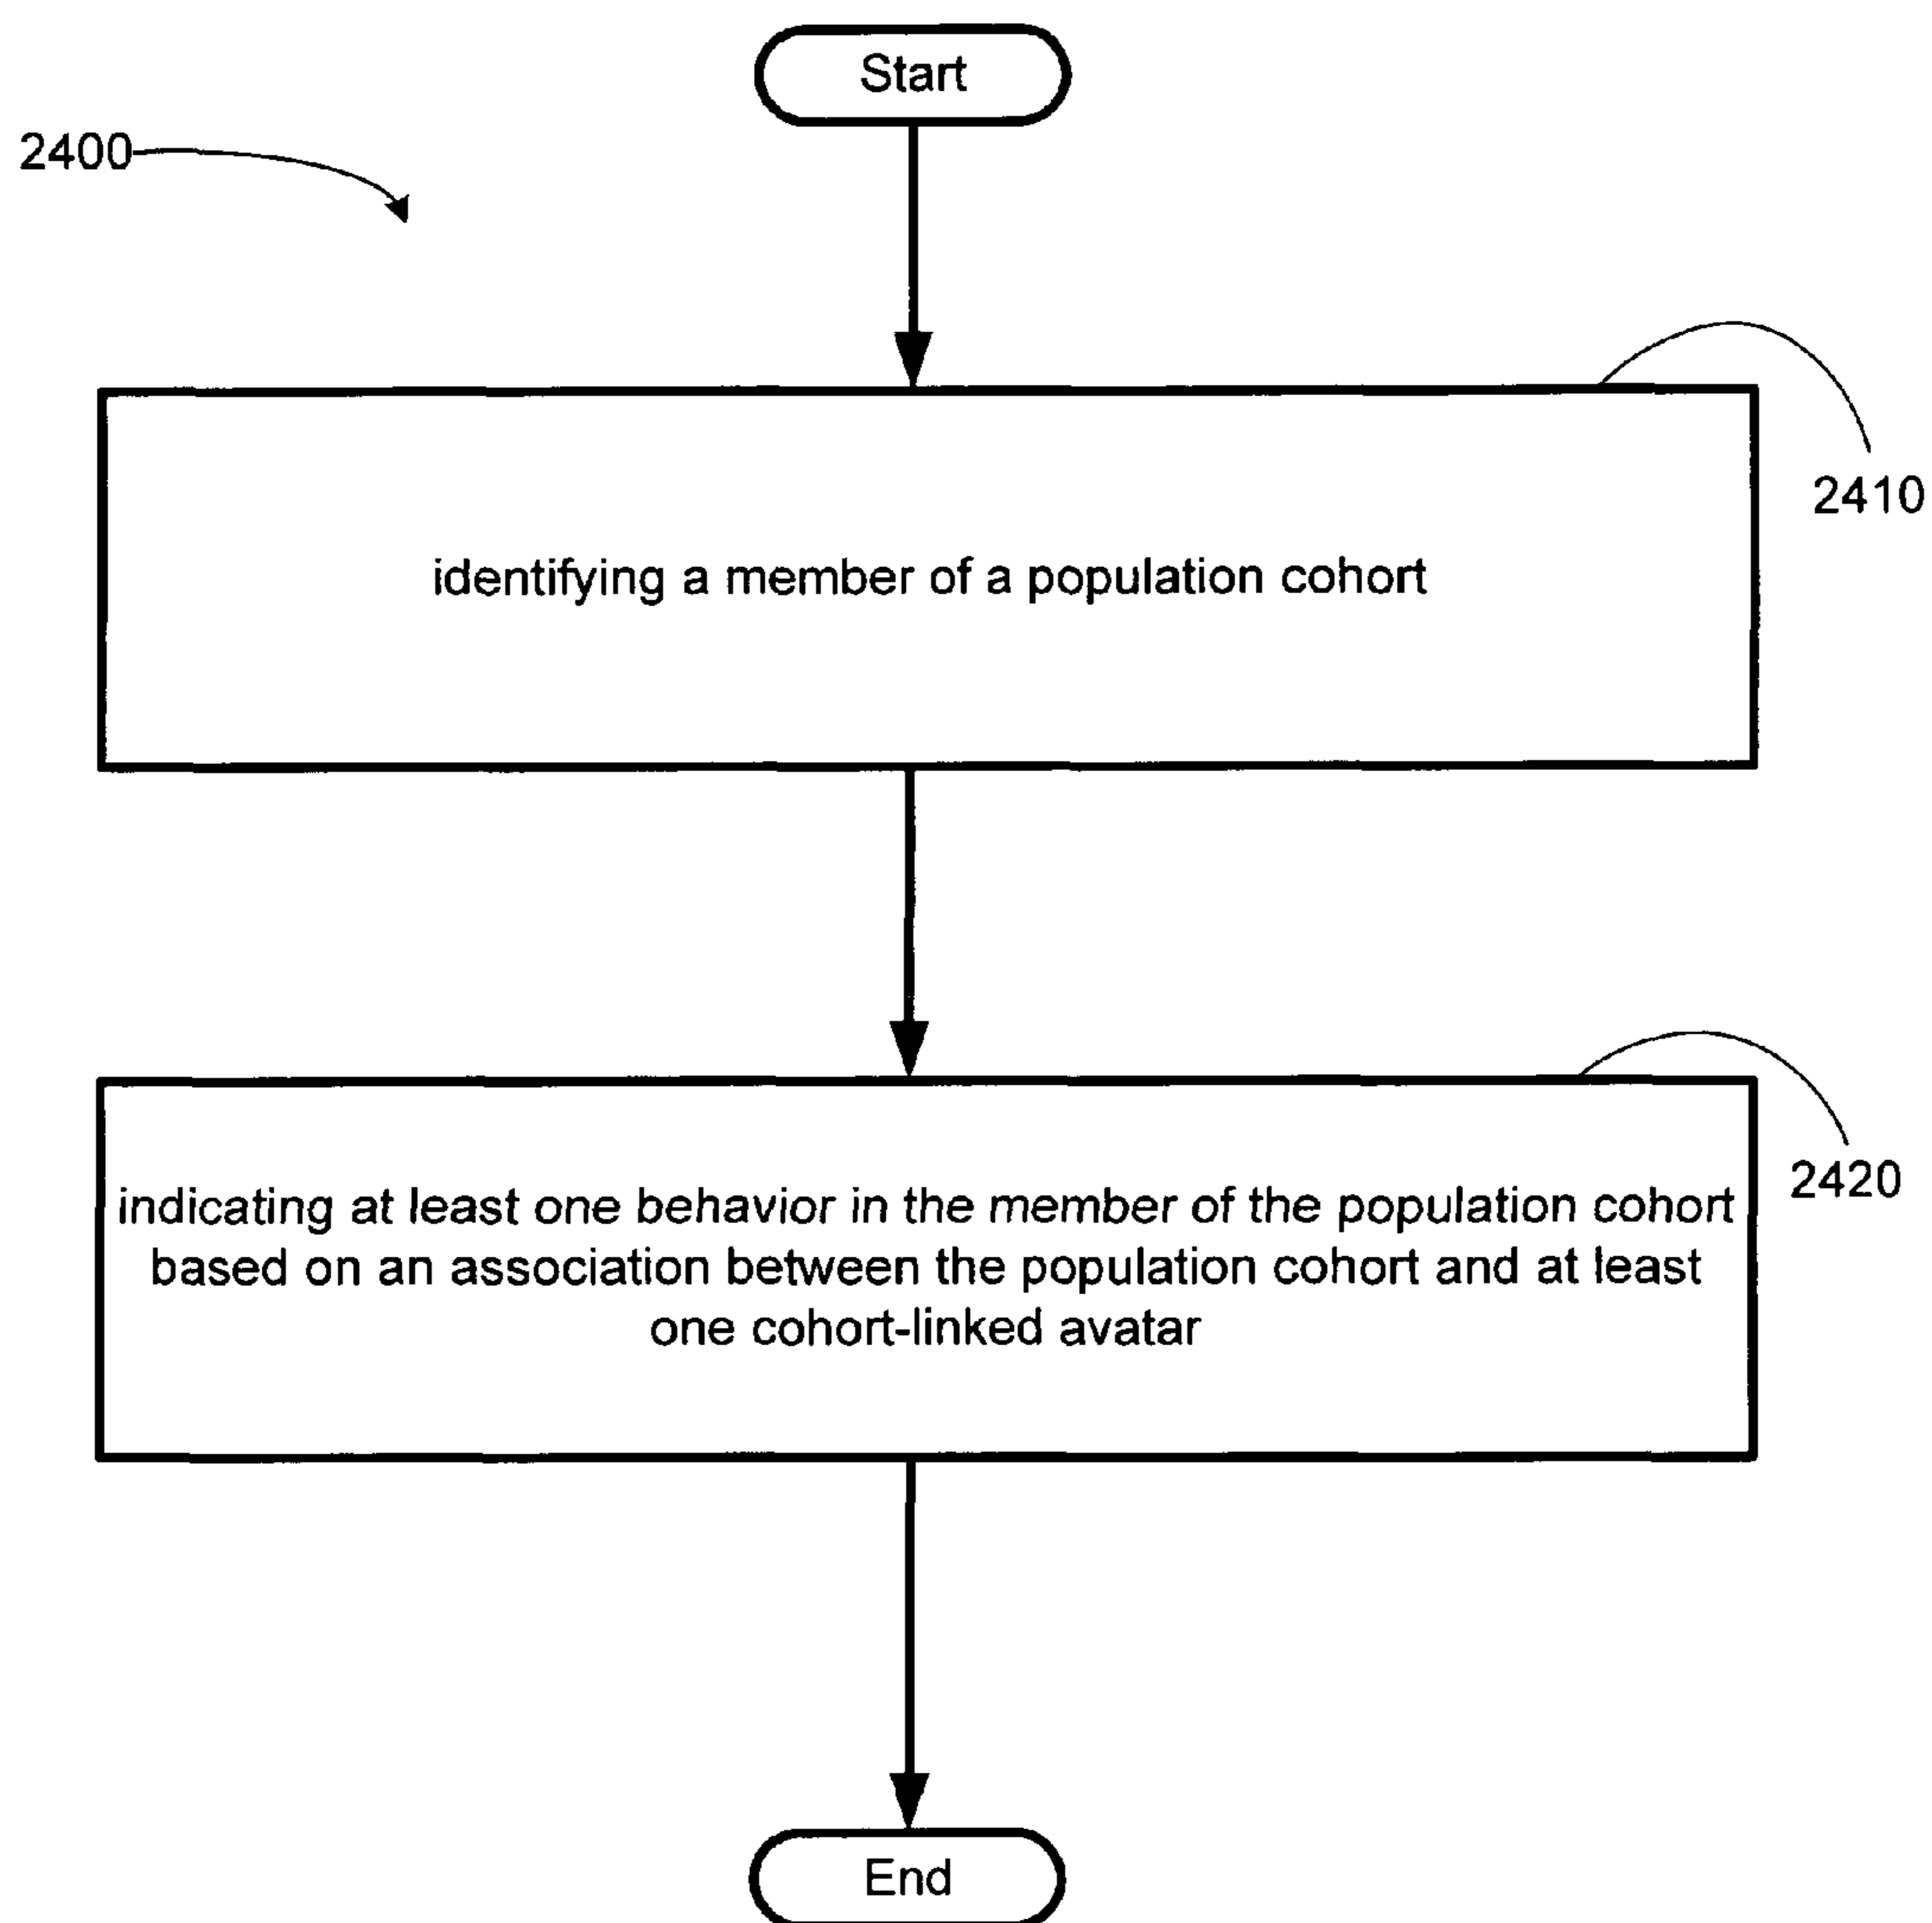 Start
2400
2410
identifying a member of a population cohort
2420
indicating at least one behavior in the member of the population cohort
based on an association between the population cohort and at least
one cohort-linked avatar
End